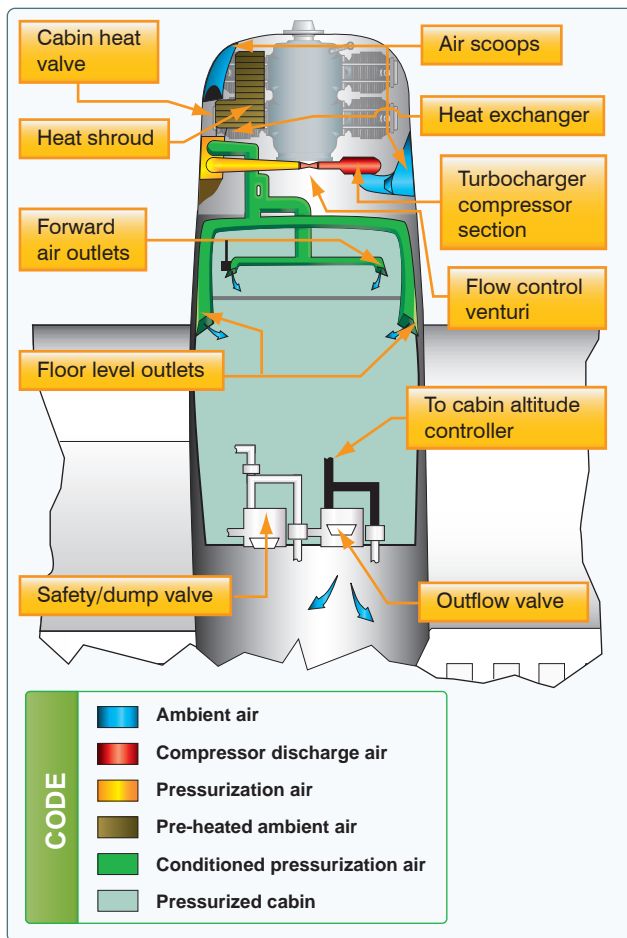 Cabin heat
valve
Air scoops
Heat shroud
Heat exchanger
Turbocharger
compressor
section
Forward
air outlets
Flow control
venturi
Floor level outlets
To cabin altitude
controller
Safety/dump valve
Outflow valve
CODE
Ambient air
Compressor discharge air
Pressurization air
Pre-heated ambient air
Conditioned pressurization air
Pressurized cabin